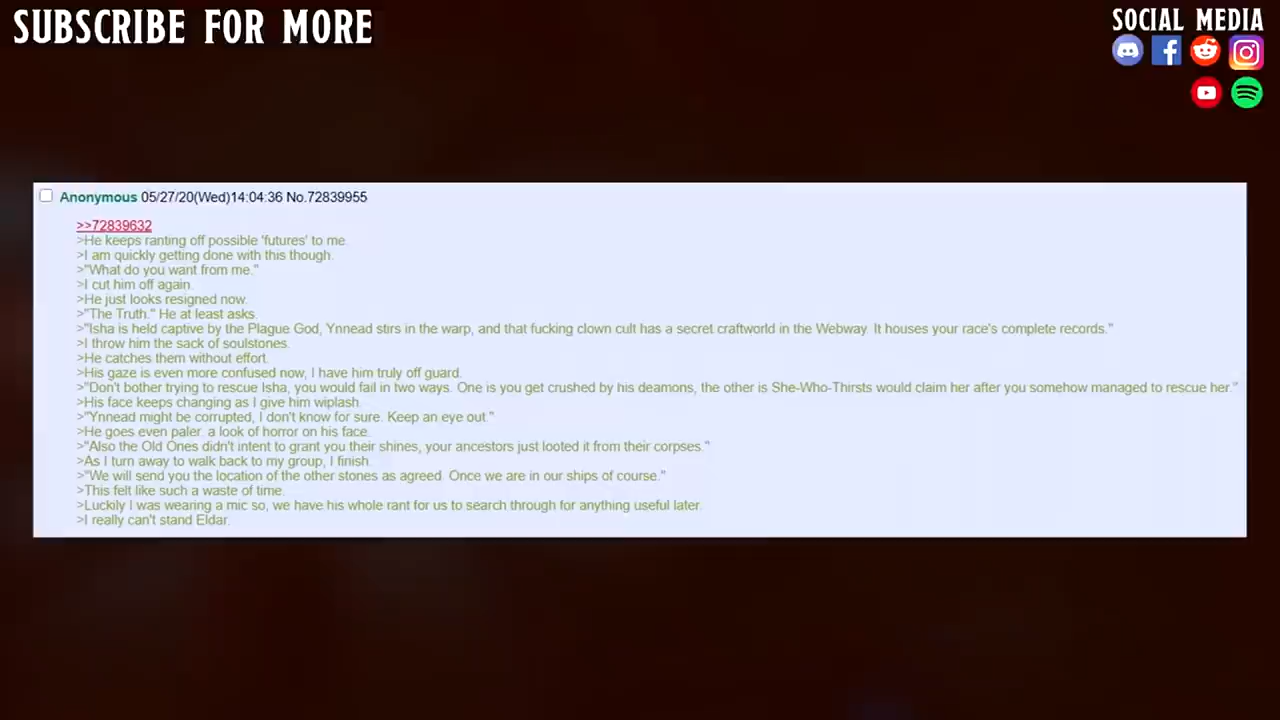 SUBSCRIBE FOR MORE
SOCIAL MEDIA
Anonymous 05/27/20(Wed)14:04:36 No.72839955
>>72839632
>He keeps ranting off possible 'futures' to me.
>I am quickly getting done with this though.
>"What do you want from me."
>I cut him off again.
>He just looks resigned now.
>"The Truth." He at least asks.
>"Isha is held captive by the Plague God, Ynnead stirs in the warp, and that fucking clown cult has a secret craftworld in the Webway. It houses your race's complete records."
>I throw him the sack of soulstones.
>He catches them without effort.
>His gaze is even more confused now, I have him truly off guard.
>"Don't bother trying to rescue Isha, you would fail in two ways. One is you get crushed by his deamons, the other is She-Who-Thirsts would claim her after you somehow managed to rescue her."
>His face keeps changing as I give him wiplash.
>"Ynnead might be corrupted, I don't know for sure. Keep an eye out."
>He goes even paler. a look of horror on his face.
>"Also the Old Ones didn't intent to grant you their shines, your ancestors just looted it from their corpses."
>As I turn away to walk back to my group, I finish.
>"We will send you the location of the other stones as agreed. Once we are in our ships of course."
>This felt like such a waste of time.
>Luckily I was wearing a mic so, we have his whole rant for us to search through for anything useful later.
>I really can't stand Eldar.